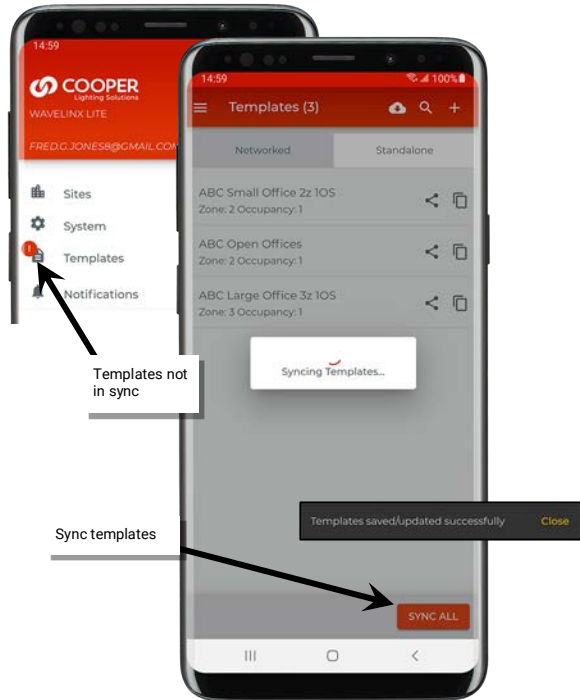 14:59
COOPER
Lighting Solutions
WAVELINX LITE
FRED.G.JONES8@GMAIL.COM
Sites
System
Templates
Notifications
14:59
100%
Templates (3)
Networked
Standalone
ABC Small Office 2z 1OS
Zone: 2 Occupancy: 1
ABC Open Offices
Zone: 2 Occupancy: 1
ABC Large Office 3z 1OS
Zone: 3 Occupancy: 1
Syncing Templates...
Templates not
in sync
Templates saved/updated successfully
Close
Sync templates
SYNC ALL